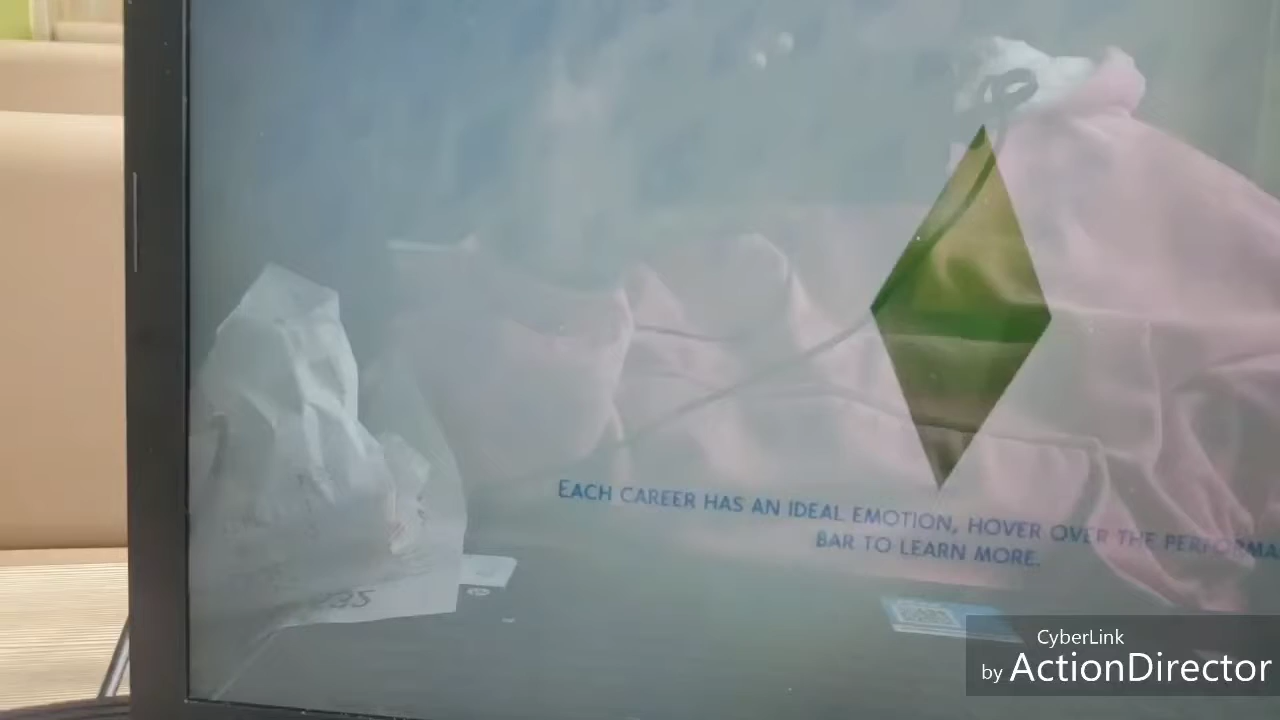 EACH CAREER HAS AN IDEAL EMOTION, HOVER OVER THE PERFORMA
BAR TO LEARN MORE.
CyberLink
by ActionDirector